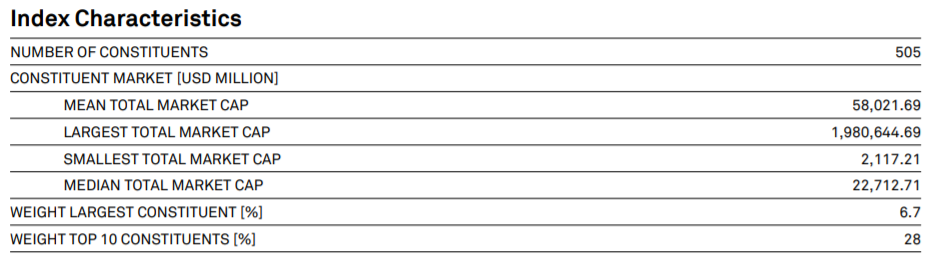 Index Characteristics
NUMBER OF CONSTITUENTS 505
CONSTITUENT MARKET [USD MILLION]
MEAN TOTAL MARKET CAP 58,021.69
LARGEST TOTAL MARKET CAP 1,980,644.69
SMALLEST TOTAL MARKET CAP 2,117.21
MEDIAN TOTAL MARKET CAP 22,712.71
WEIGHT LARGEST CONSTITUENT [%] 6.7
WEIGHT TOP 10 CONSTITUENTS [%] 28